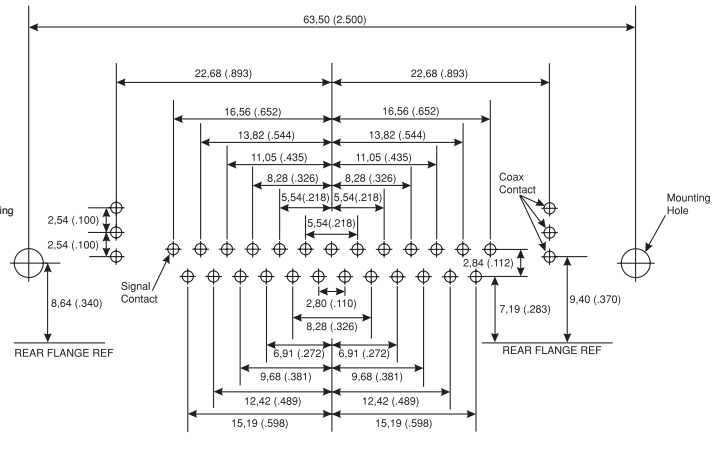 63,50 (2.500)
22,68 (.893) 22,68 (.893)
16,56 (.652) 16,56 (.652)
13,82 (.544) 13,82 (.544)
11,05 (.435) 11,05 (.435)
8,28 (.326) 8,28 (.326)
5,54(.218) 5,54(.218)
5,54(.218)
Coax
Contact
Mounting
Hole
ing
2,54 (.100)
2,54 (.100)
2,84 (.112)
Signal
Contact
8,64 (.340)
2,80 (.110)
7,19 (.283)
9,40 (.370)
8,28 (.326)
REAR FLANGE REF
REAR FLANGE REF
6,91 (.272) 6,91 (.272)
9,68 (.381) 9,68 (.381)
12,42 (.489) 12,42 (.489)
15,19 (.598) 15,19 (.598)